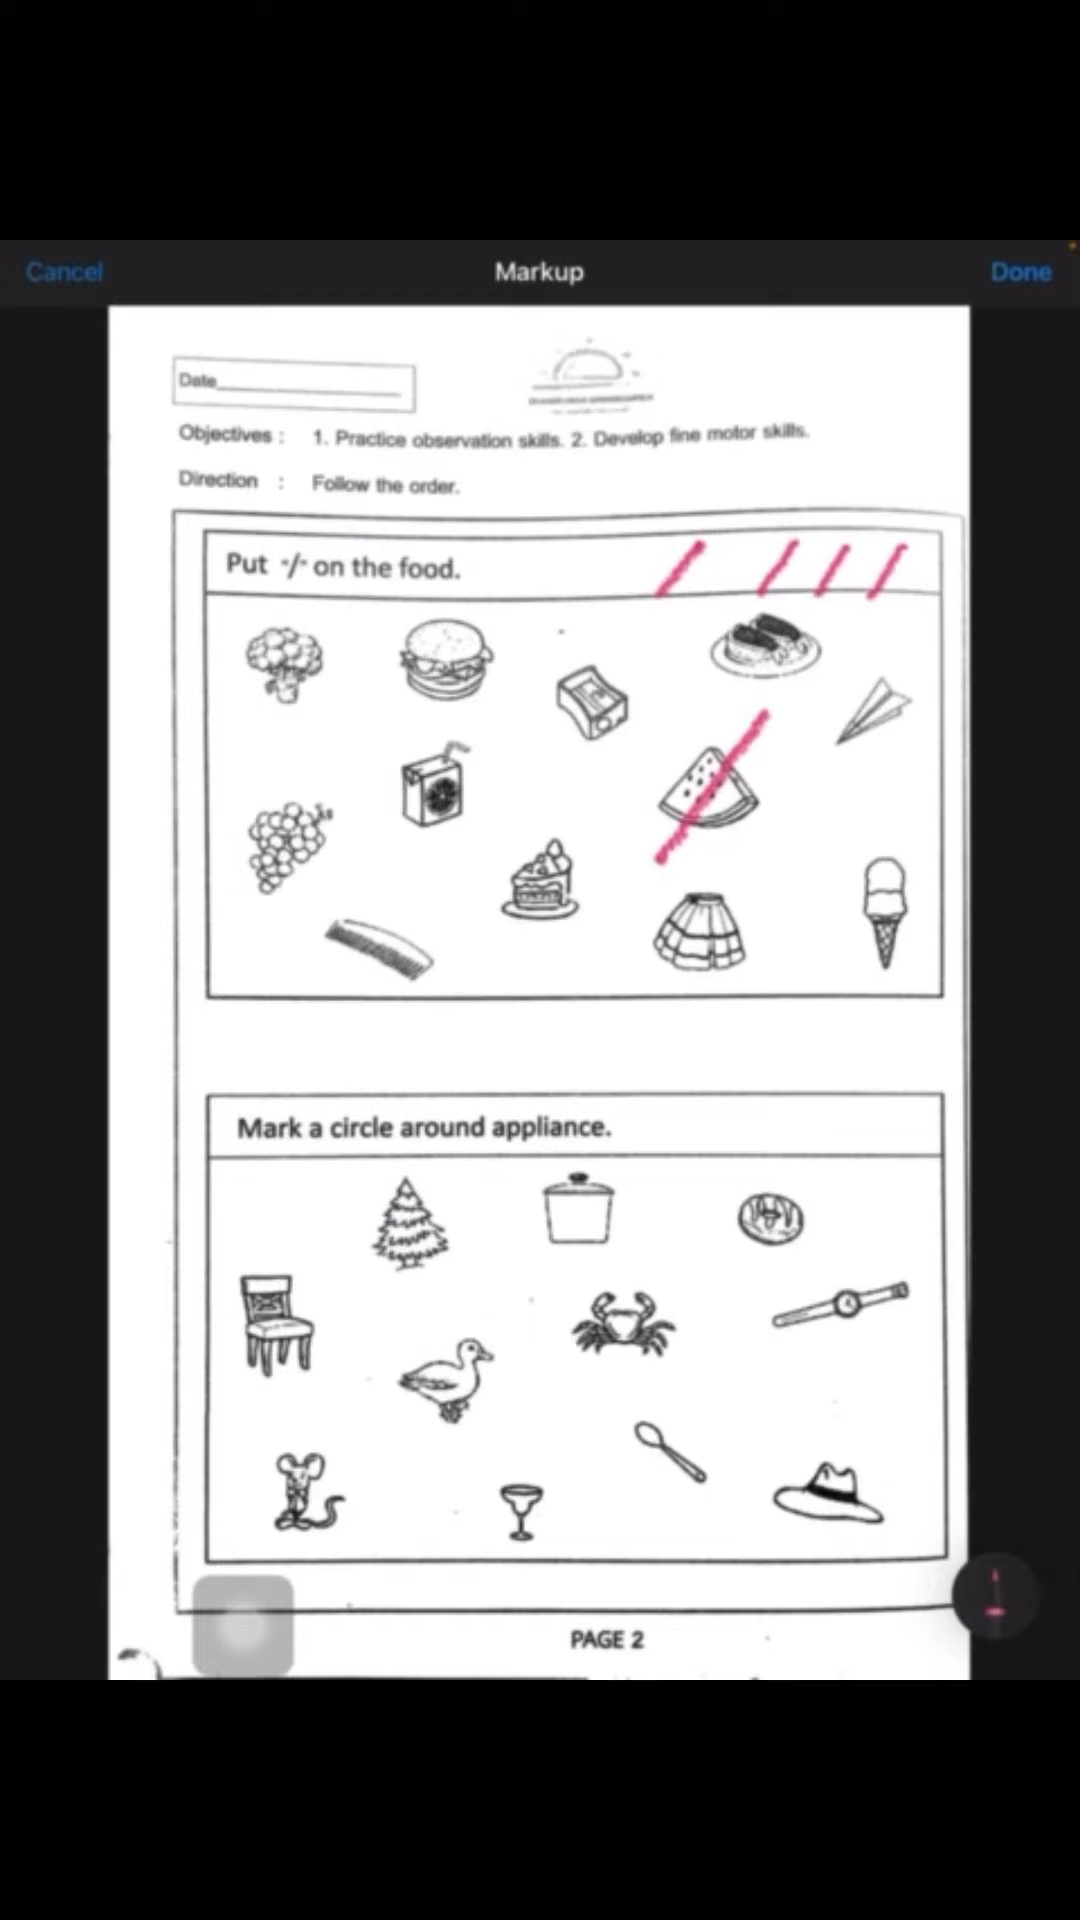 Cancel Markup Done
Date
Objectives : 1. Practice observation skills. 2. Develop fine motor skills.
Direction : Follow the order.
Put "/" on the food.
Mark a circle around appliance.
PAGE 2